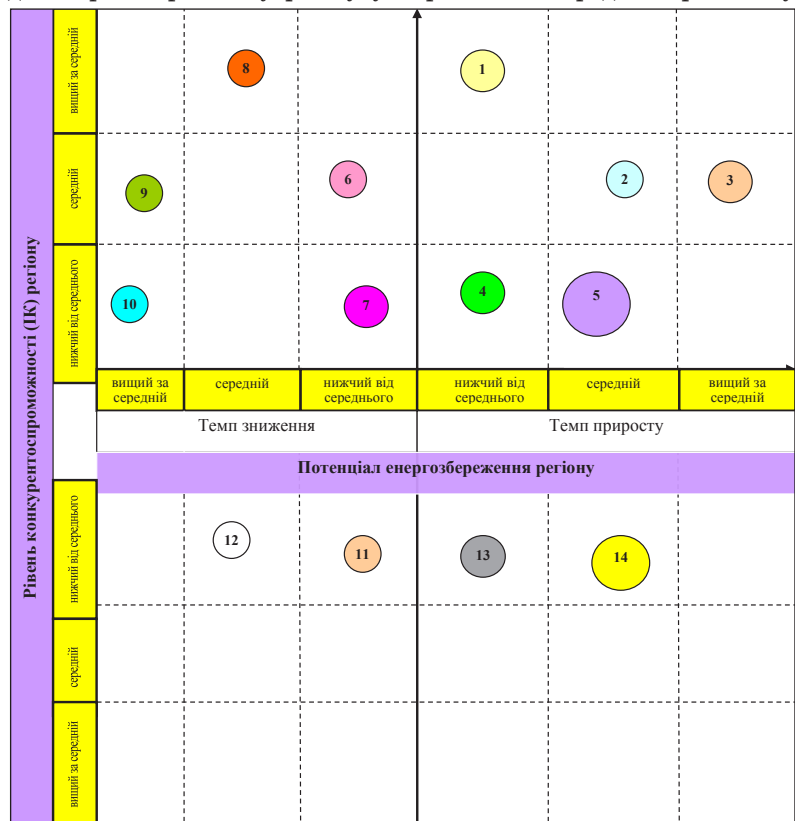 Рівень конкурентоспроможності (ІК) регіону
вищий за середній
8
1
середній
9
6
2
3
нижчий від середнього
10
7
4
5
вищий за
середній
середній
нижчий від
середнього
нижчий від
середнього
середній
вищий за
середній
Темп зниження
Темп приросту
Потенціал енергозбереження регіону
нижчий від середнього
12
11
13
14
середній
вищий за середній